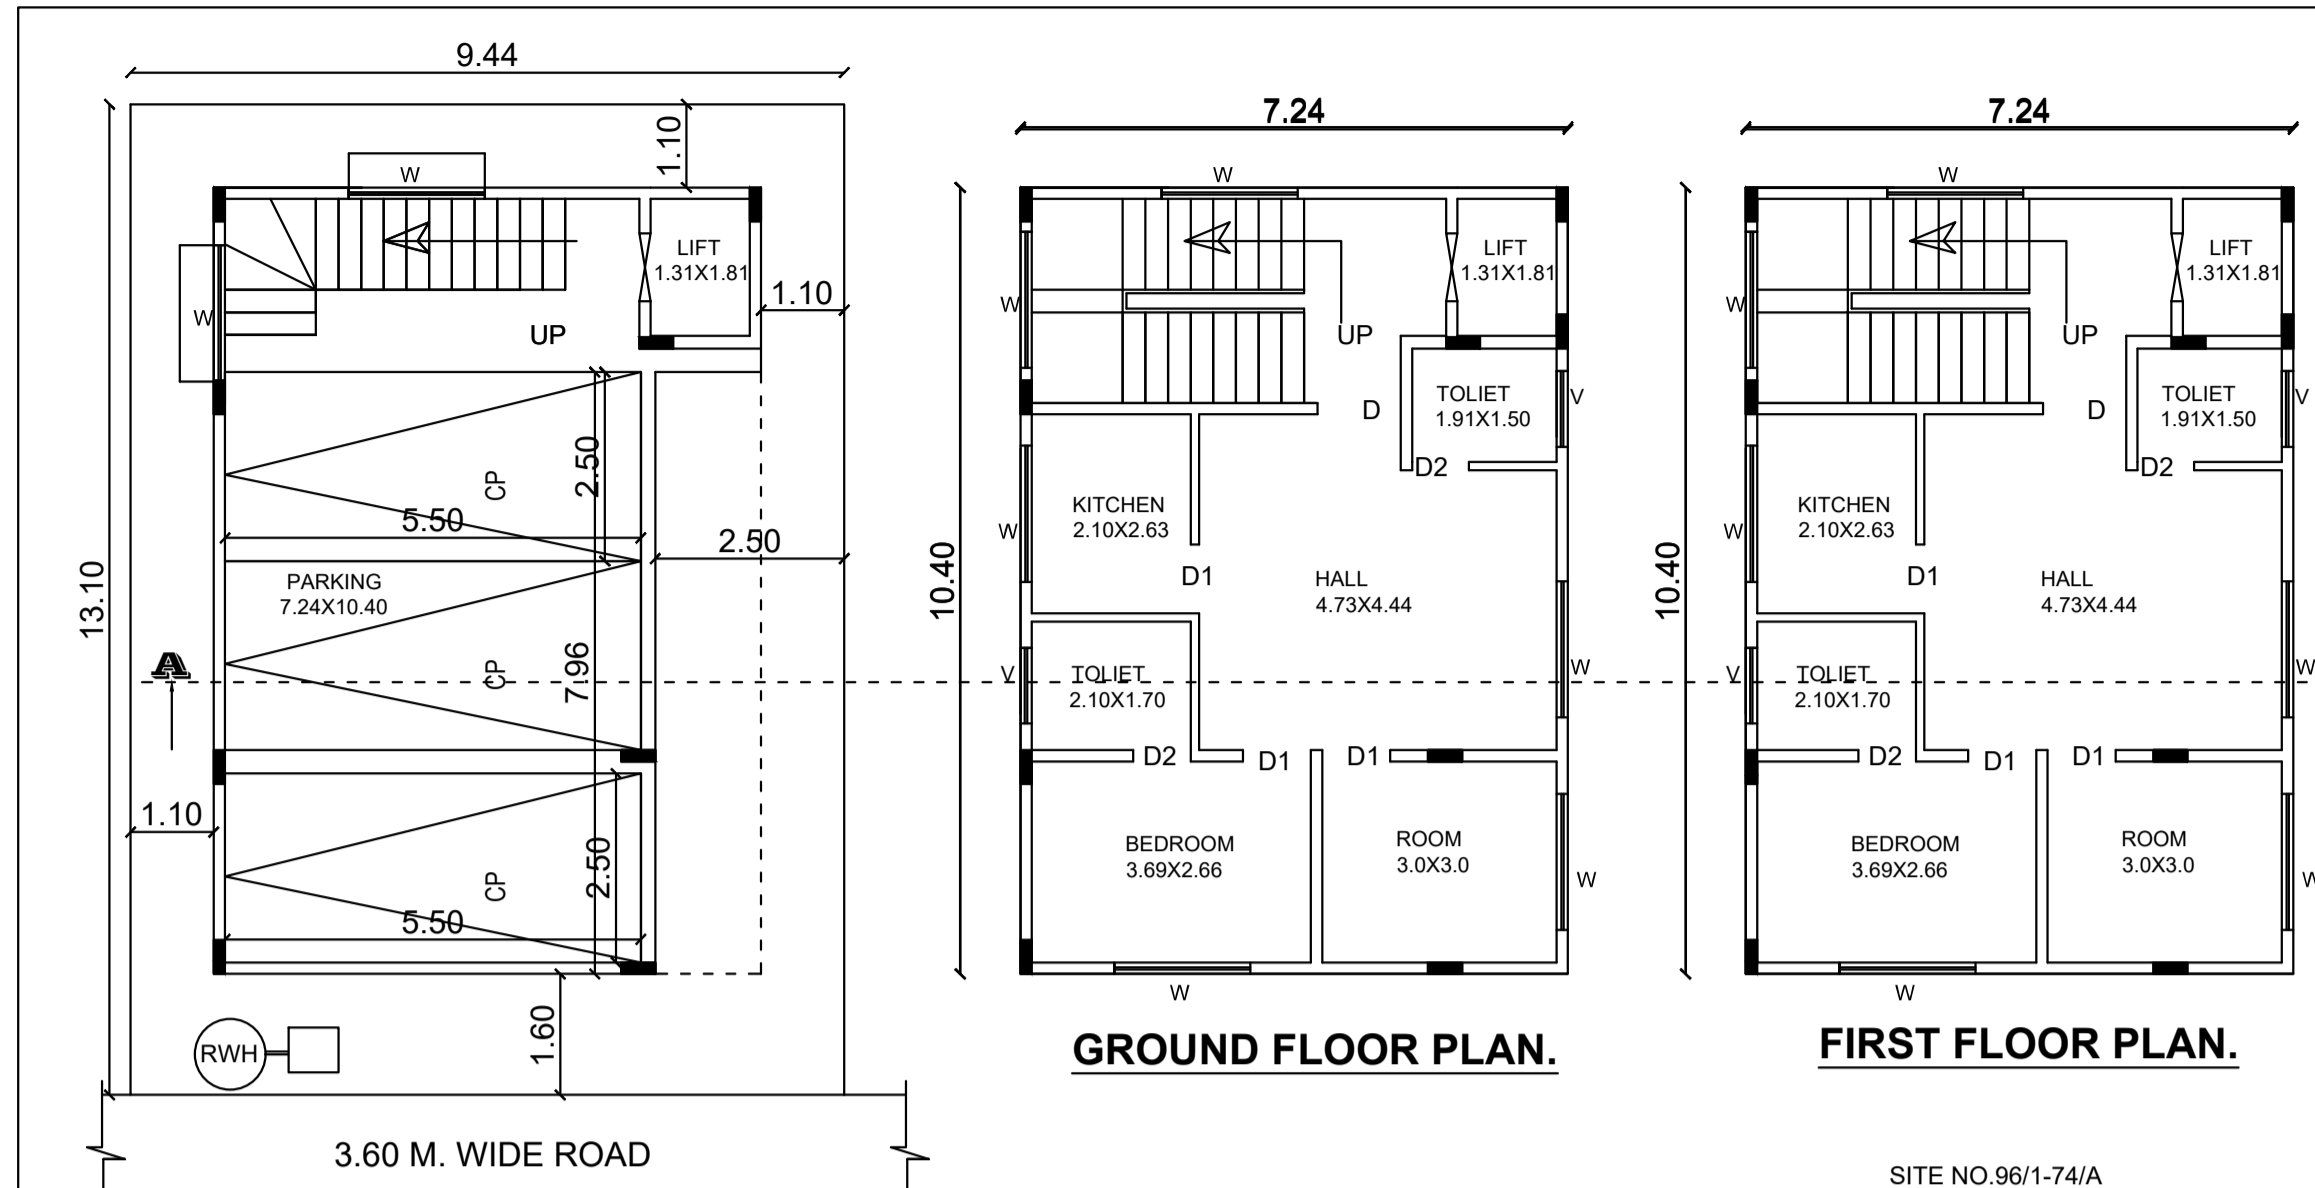 9.44
1.10
W
W
LIFT
1.31X1.81
1.10
UP
13.10
CP
2.50
5.50
2.50
PARKING
7.24X10.40
A
CP
7.96
1.10
CP
2.50
5.50
1.60
RWH
3.60 M. WIDE ROAD
7.24
10.40
W
W
LIFT
1.31X1.81
UP
D
TOLIET
1.91X1.50
V
D2
KITCHEN
2.10X2.63
W
D1
HALL
4.73X4.44
TOLIET
2.10X1.70
V
W
D2
D1
D1
BEDROOM
3.69X2.66
ROOM
3.0X3.0
W
W
GROUND FLOOR PLAN.
7.24
10.40
W
W
LIFT
1.31X1.81
UP
D
TOLIET
1.91X1.50
V
D2
KITCHEN
2.10X2.63
W
D1
HALL
4.73X4.44
TOLIET
2.10X1.70
V
W
D2
D1
D1
BEDROOM
3.69X2.66
ROOM
3.0X3.0
W
W
FIRST FLOOR PLAN.
SITE NO.96/1-74/A